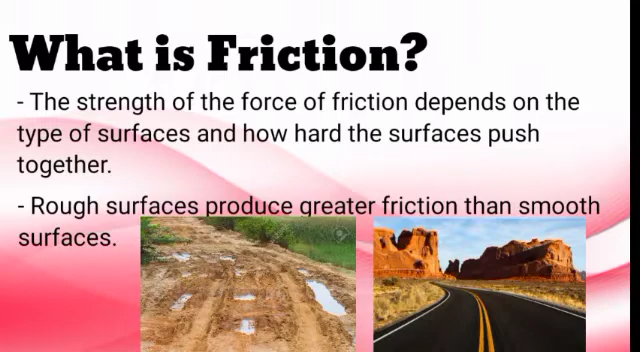 What is Friction?
- The strength of the force of friction depends on the
type of surfaces and how hard the surfaces push
together.
- Rough surfaces produce greater friction than smooth
surfaces.